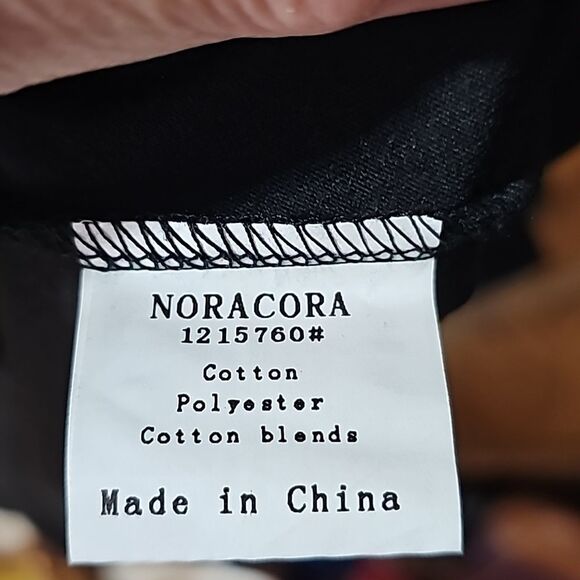 NORACORA
1215760#
Cotton
Polyester
Cotton blends
Made in China